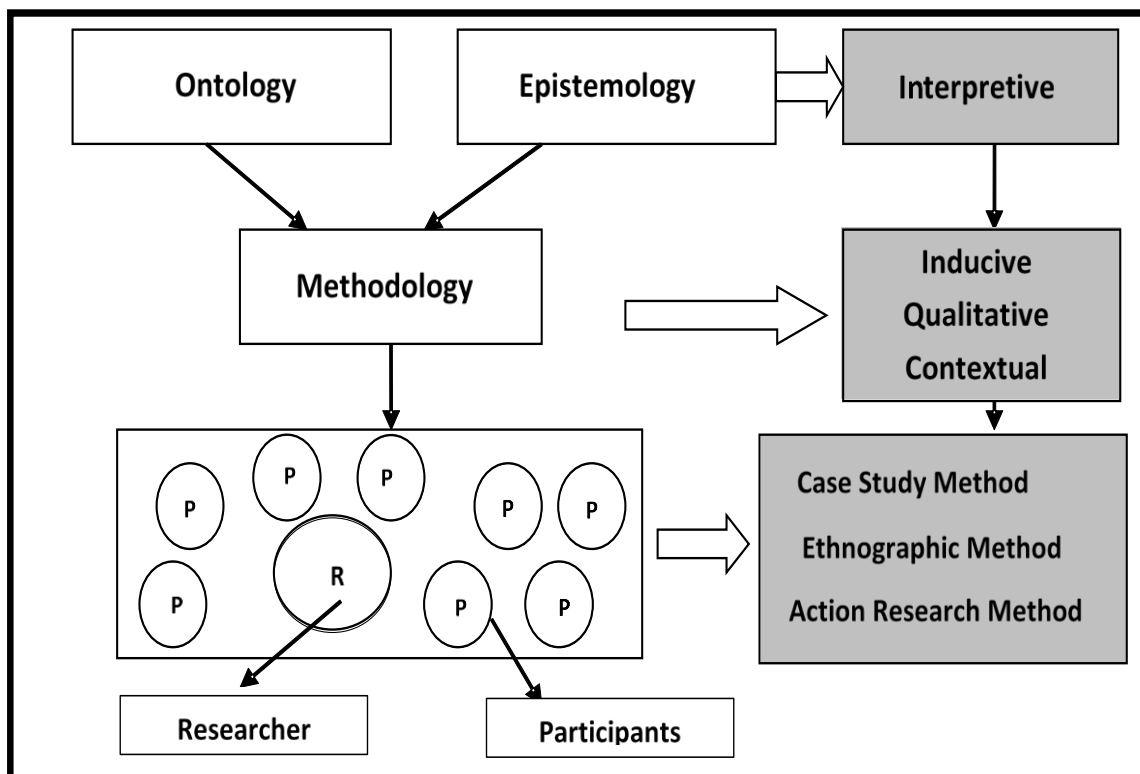 Ontology
Epistemology
Interpretive
Methodology
Inducive
Qualitative
Contextual
P
P
P
P
P
R
P
P
P
Case Study Method
Ethnographic Method
Action Research Method
Researcher
Participants